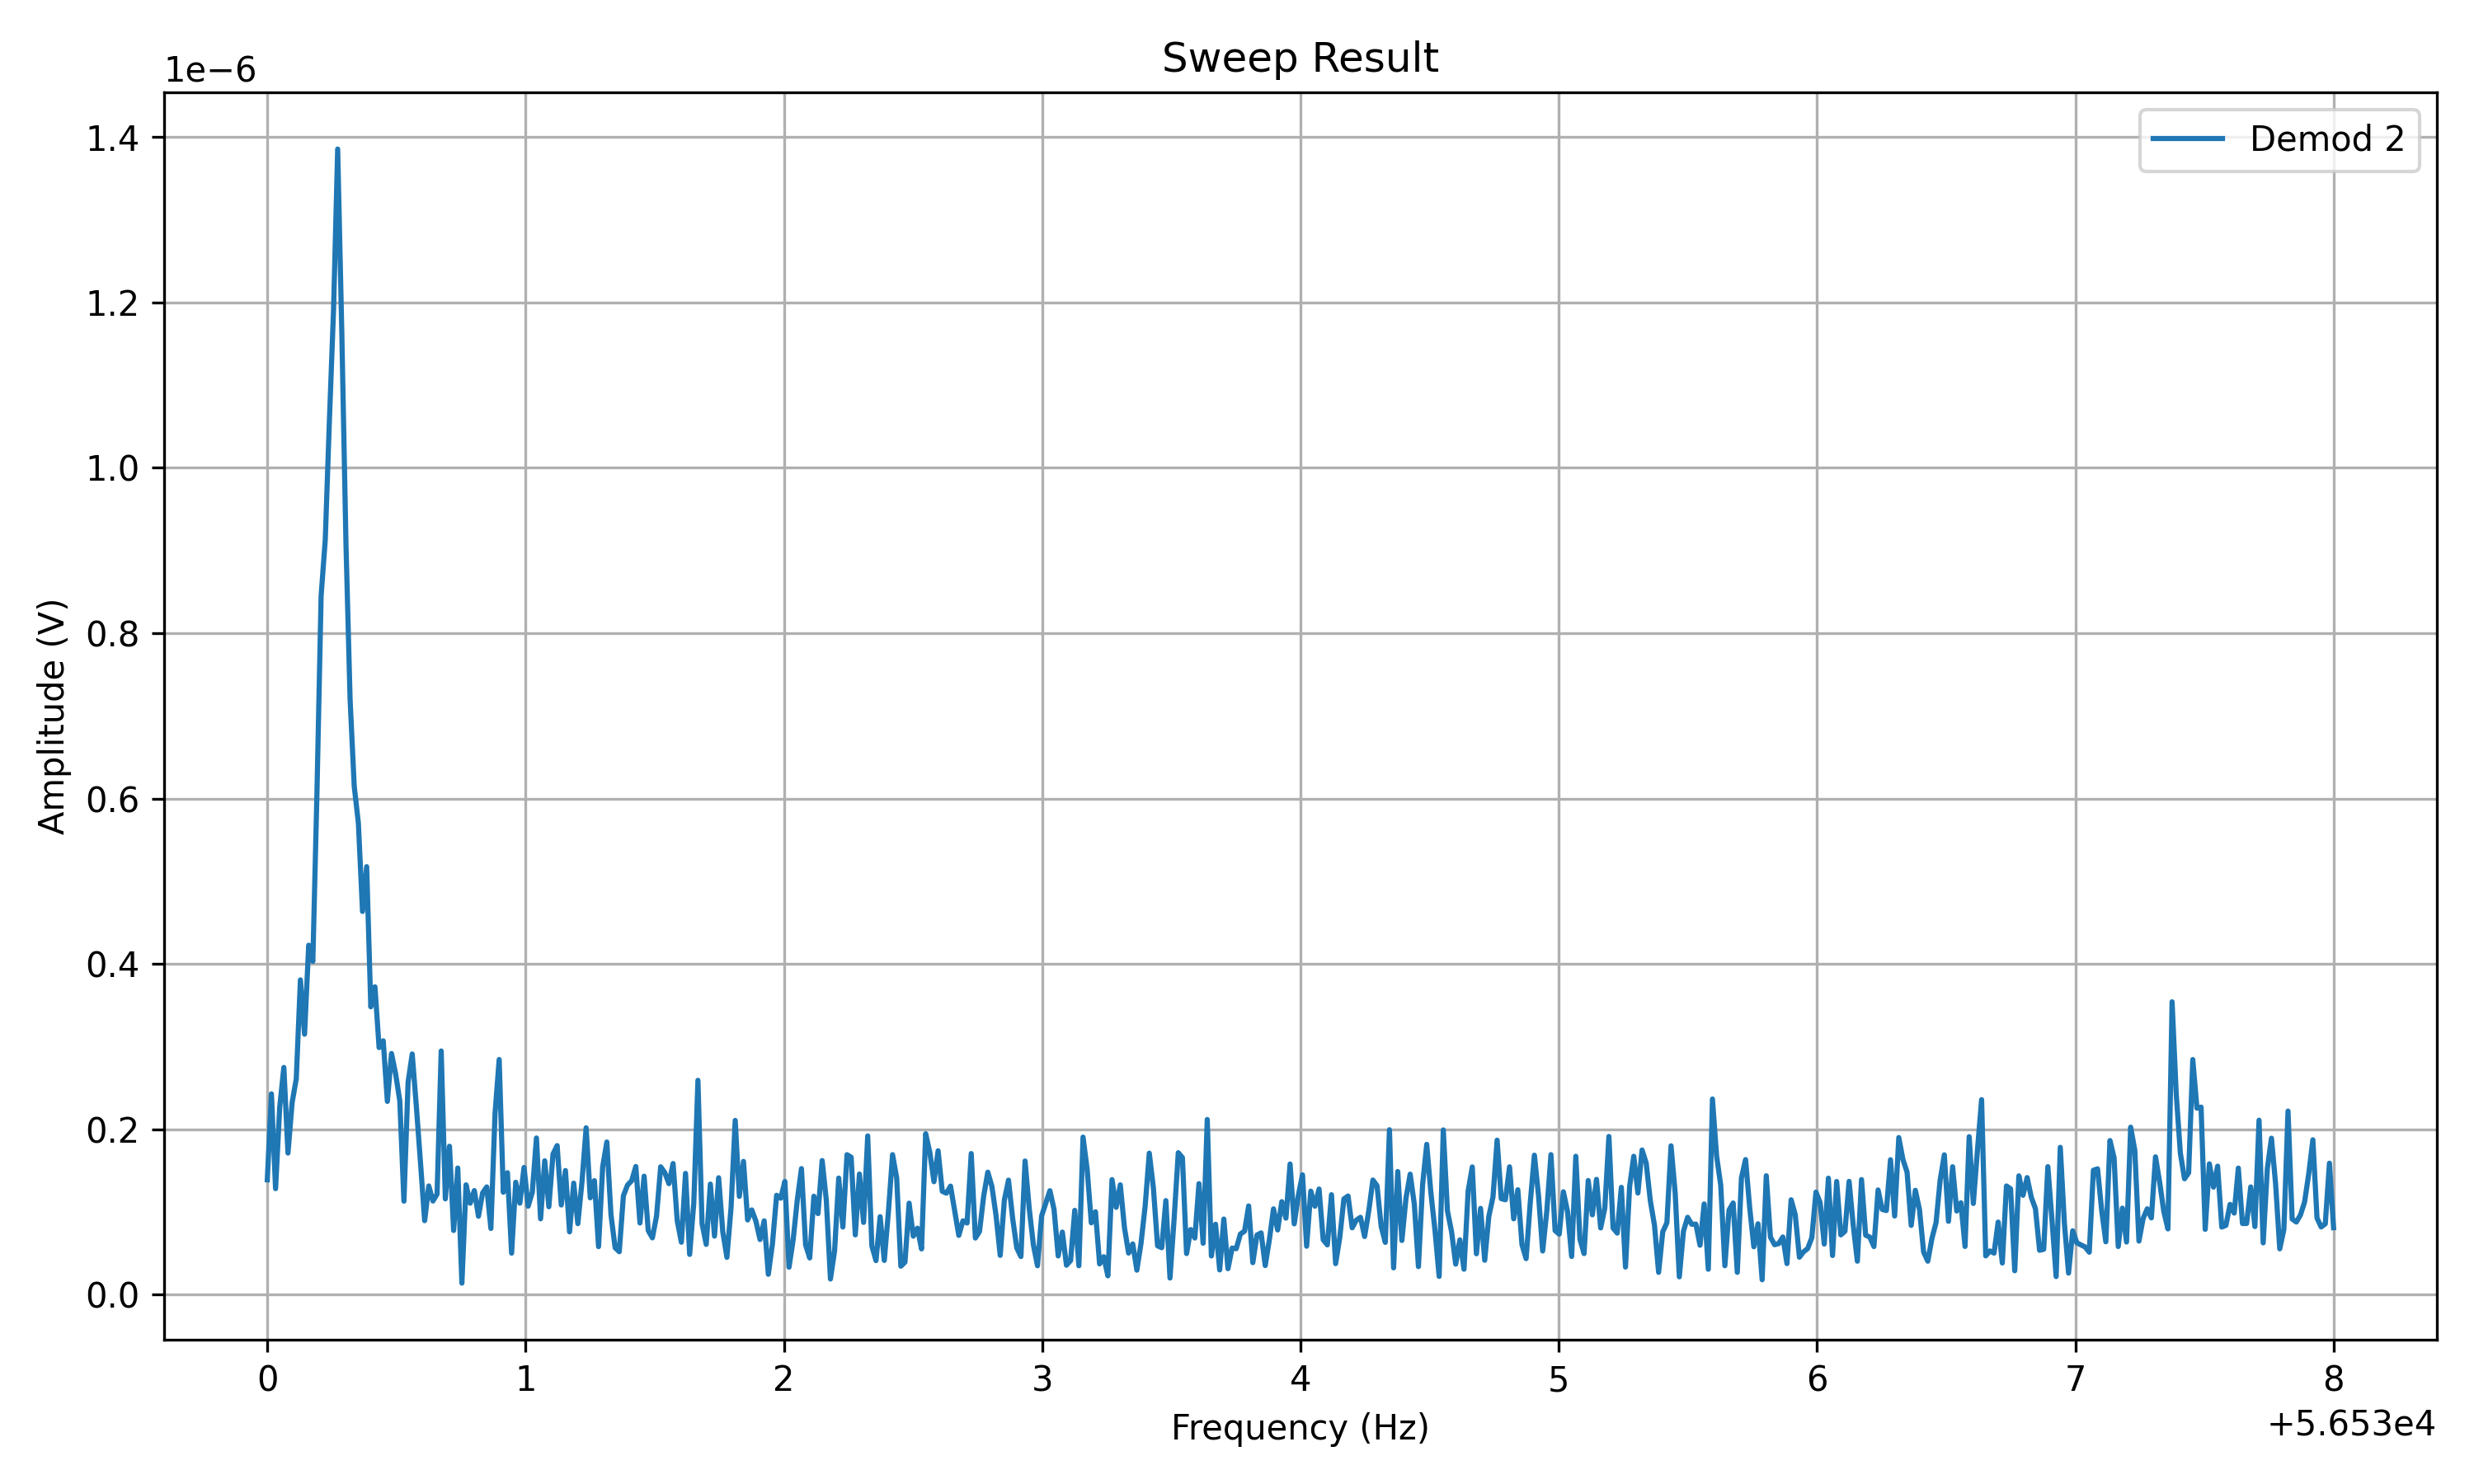 Sweep Result
1e−6
Demod 2
1.4
1.2
1.0
0.8
0.6
0.4
0.2
0.0
Amplitude (V)
0 1 2 3 4 5 6 7 8
Frequency (Hz)
+5.653e4